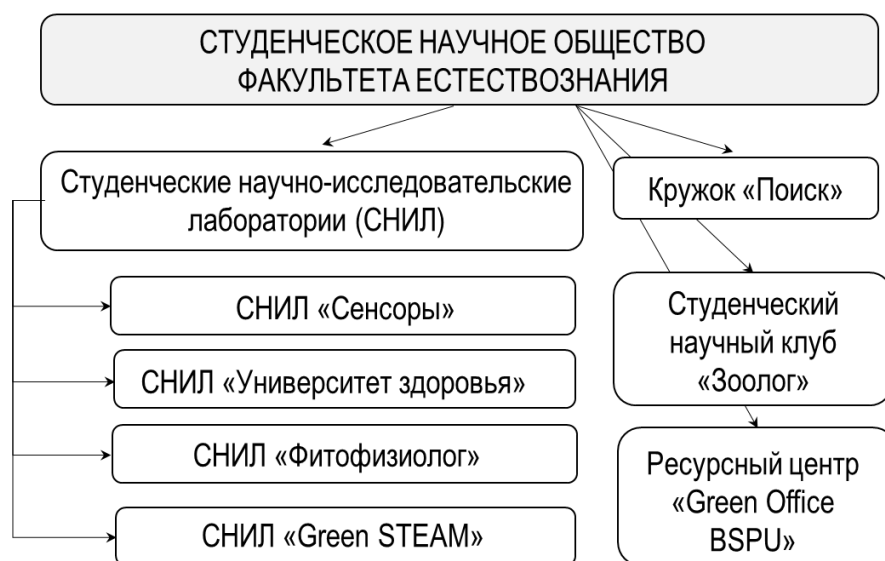 СТУДЕНЧЕСКОЕ НАУЧНОЕ ОБЩЕСТВО
ФАКУЛЬТЕТА ЕСТЕСТВОЗНАНИЯ
Студенческие научно-исследовательские
лаборатории (СНИЛ)
СНИЛ «Сенсоры»
СНИЛ «Университет здоровья»
СНИЛ «Фитофизиолог»
СНИЛ «Green STEAM»
Кружок «Поиск»
Студенческий
научный клуб
«Зоолог»
Ресурсный центр
«Green Office
BSPU»